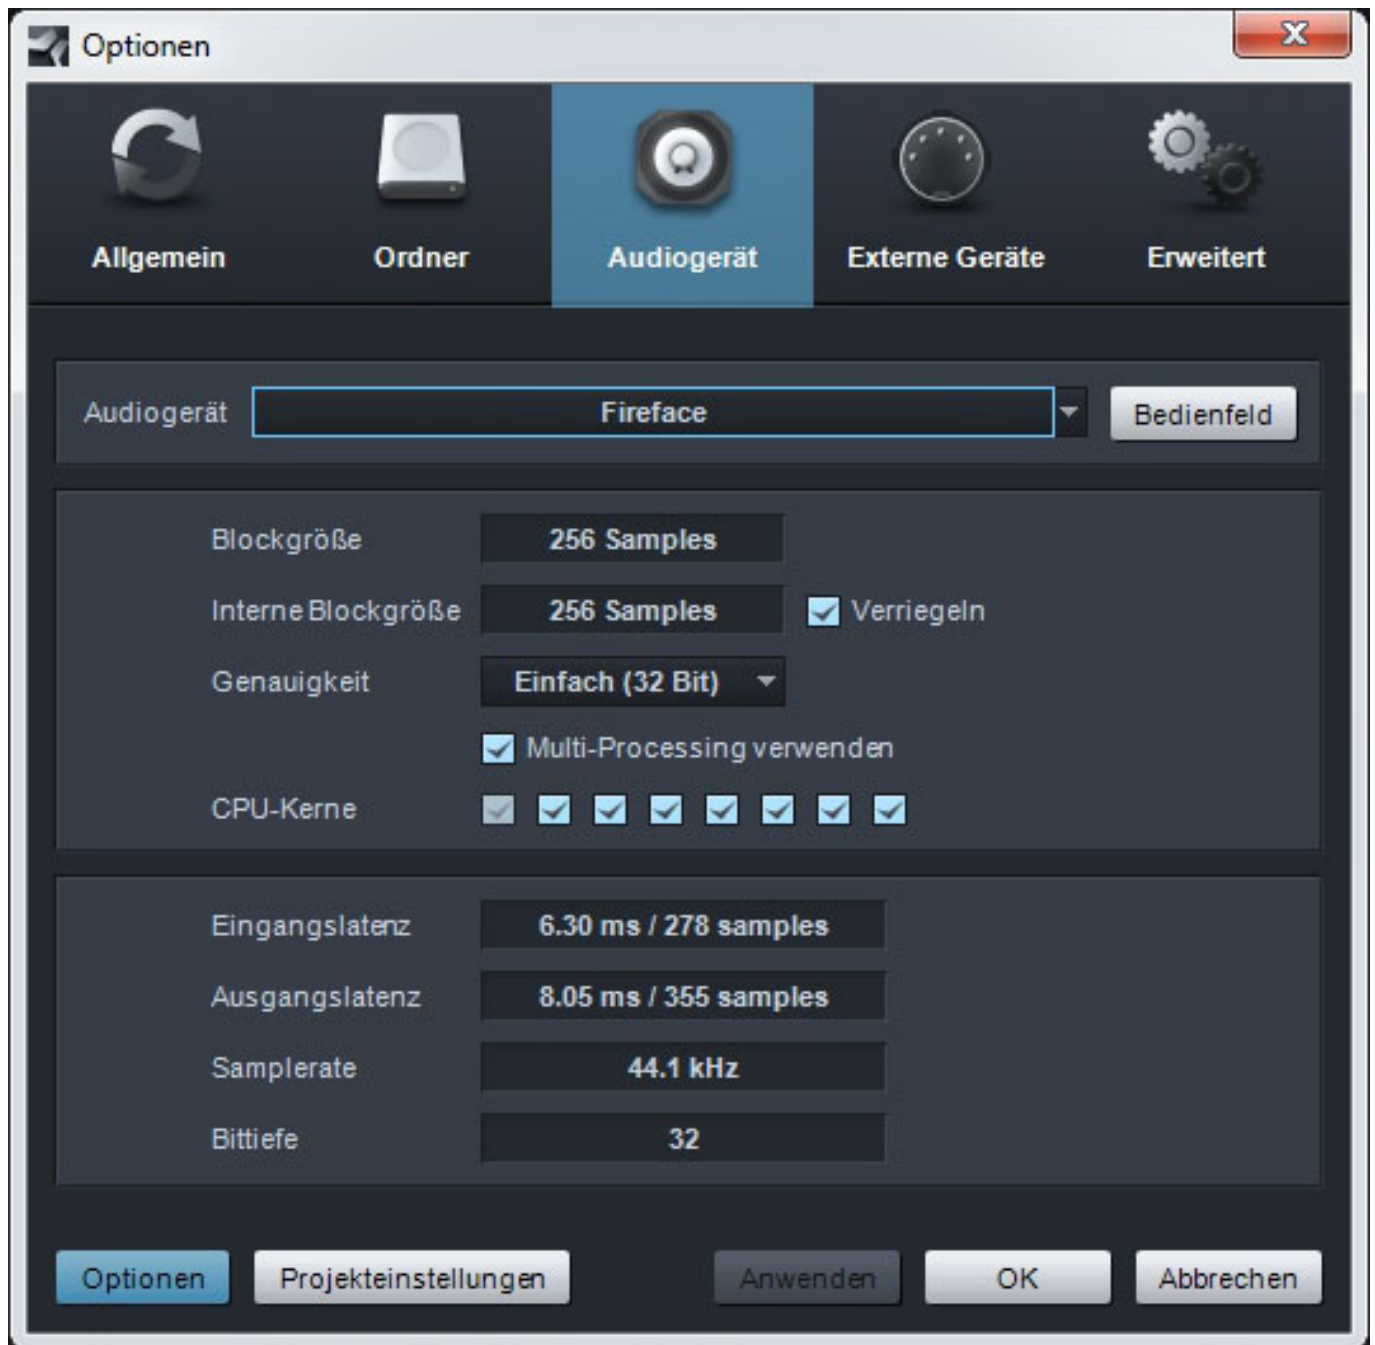 Optionen
Allgemein
Ordner
Audiogerät
Externe Geräte
Erweitert
Audiogerät
Fireface
Bedienfeld
Blockgröße
256 Samples
Interne Blockgröße
256 Samples
Verriegeln
Genauigkeit
Einfach (32 Bit)
Multi-Processing verwenden
CPU-Kerne
Eingangslatenz
6.30 ms / 278 samples
Ausgangslatenz
8.05 ms / 355 samples
Samplerate
44.1 kHz
Bittiefe
32
Optionen
Projekteinstellungen
Anwenden
OK
Abbrechen